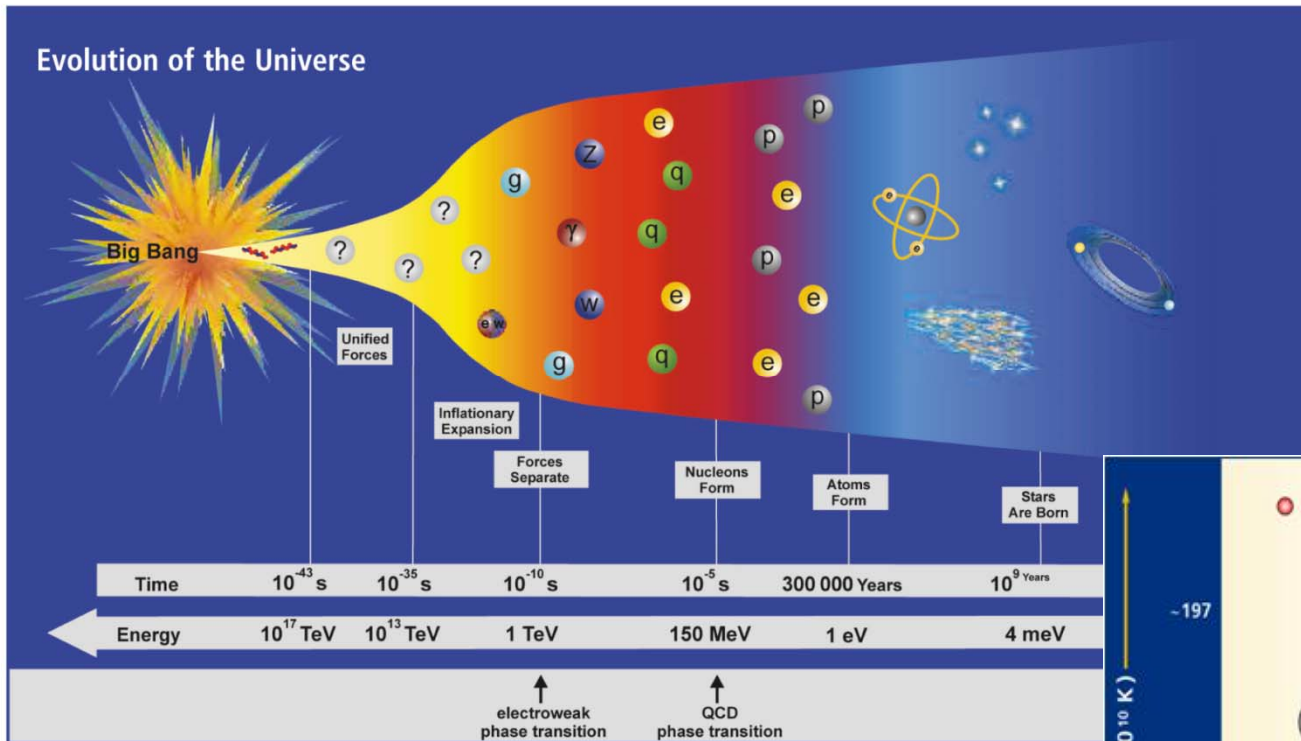 Evolution of the Universe
Big Bang
?
?
?
?
e w
g
g
Z
γ
w
e
q
q
e
q
p
p
e
p
e
e
p
Unified
Forces
Inflationary
Expansion
Forces
Separate
Nucleons
Form
Atoms
Form
Stars
Are Born
Time 10⁻⁴³ s 10⁻³⁵ s 10⁻¹⁰ s 10⁻⁵ s 300 000 Years 10⁹ Years
Energy 10¹⁷ TeV 10¹³ TeV 1 TeV 150 MeV 1 eV 4 meV
electroweak
phase transition
QCD
phase transition
~197
0¹⁰ K)